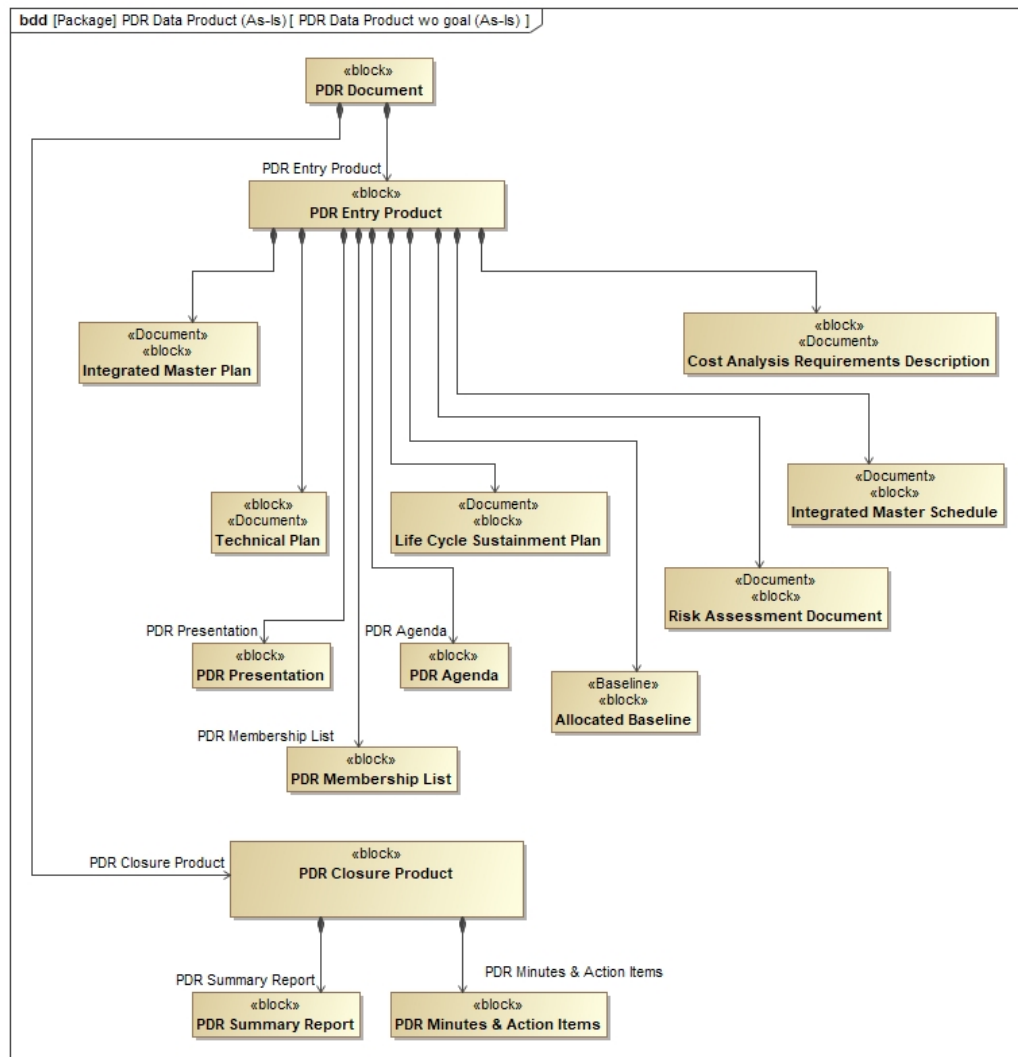 bdd [Package] PDR Data Product (As-Is) [ PDR Data Product wo goal (As-Is) ]
«block»
PDR Document
PDR Entry Product
«block»
PDR Entry Product
«Document»
«block»
Integrated Master Plan
«block»
«Document»
Cost Analysis Requirements Description
«Document»
«block»
Integrated Master Schedule
«block»
«Document»
Technical Plan
«Document»
«block»
Life Cycle Sustainment Plan
«Document»
«block»
Risk Assessment Document
PDR Presentation
«block»
PDR Presentation
PDR Agenda
«block»
PDR Agenda
«Baseline»
«block»
Allocated Baseline
PDR Membership List
«block»
PDR Membership List
PDR Closure Product
«block»
PDR Closure Product
PDR Summary Report
«block»
PDR Summary Report
PDR Minutes & Action Items
«block»
PDR Minutes & Action Items